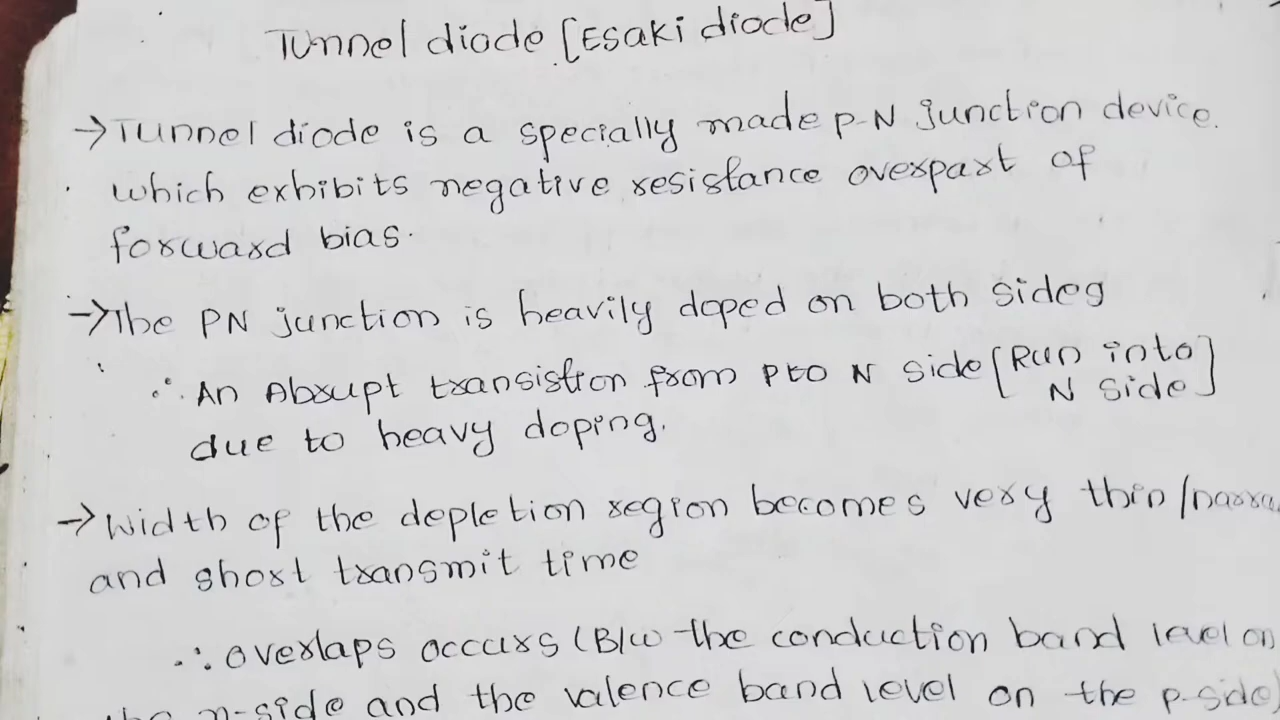 Tunnel diode [Esaki diode]
→ Tunnel diode is a specially made P-N junction device.
which exhibits negative resistance overpart of
forward bias.
→ The PN junction is heavily doped on both sides
∴ An Abrupt transistion from P to N side [Run into
N side]
due to heavy doping.
→ Width of the depletion region becomes very thin/narro
and short transmit time
∴ overlaps occurs (B/w the conduction band level on
the n-side and the valence band level on the p-side)